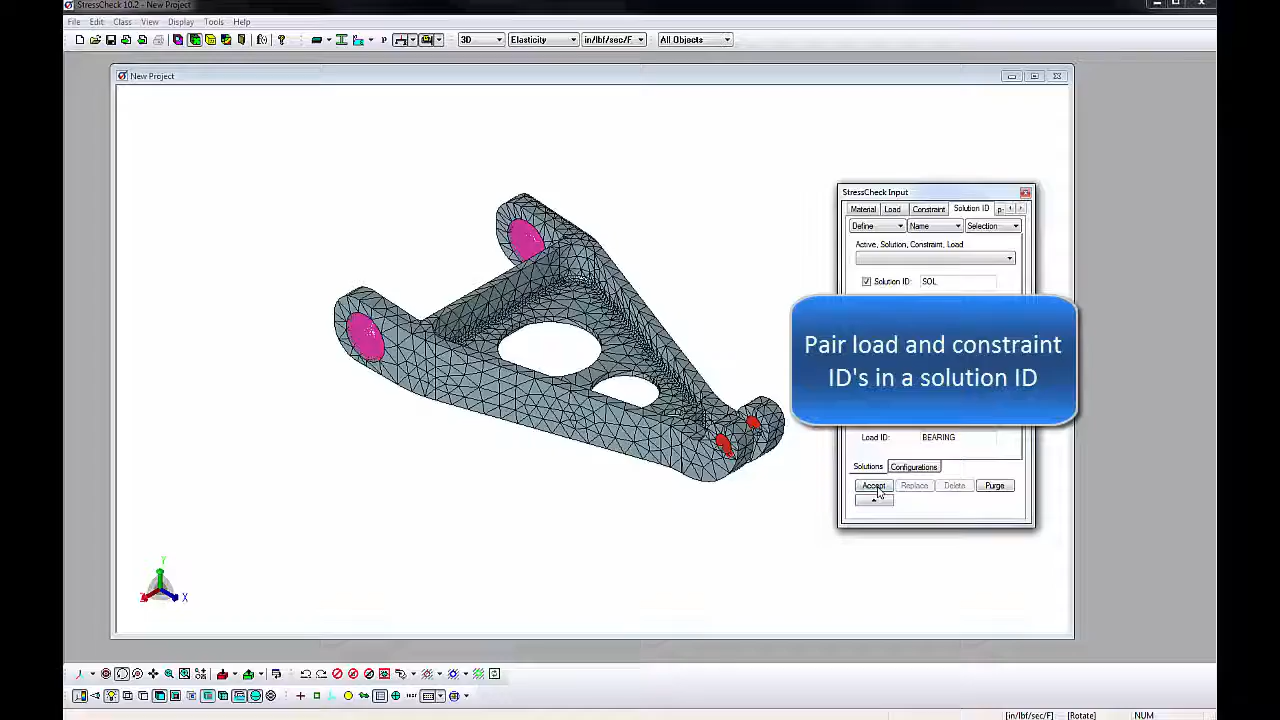 StressCheck 10.2 - New Project
File Edit Class View Display Tools Help
3D Elasticity in/lbf/sec/F All Objects
New Project
StressCheck Input
Material Load Constraint Solution ID p-
Define Name Selection
Active, Solution, Constraint, Load
Solution ID: SOL
Pair load and constraint
ID's in a solution ID
Load ID: BEARING
Solutions Configurations
Accept Replace Delete Purge
Y
Z X
[in/lbf/sec/F] [Rotate] NUM